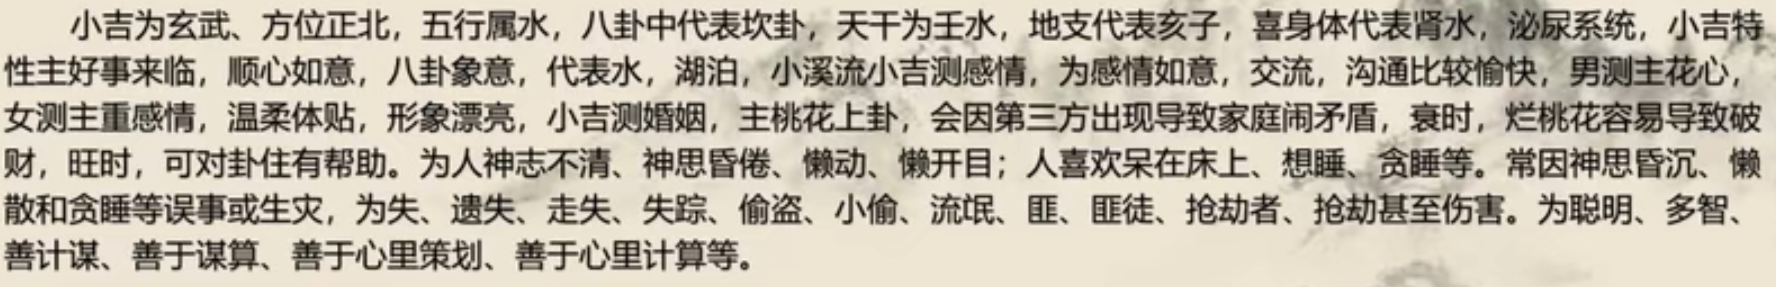 小吉为玄武、方位正北，五行属水，八卦中代表坎卦，天干为壬水，地支代表亥子，喜身体代表肾水，泌尿系统，小吉特
性主好事来临，顺心如意，八卦象意，代表水，湖泊，小溪流小吉测感情，为感情如意，交流，沟通比较愉快，男测主花心，
女测主重感情，温柔体贴，形象漂亮，小吉测婚姻，主桃花上卦，会因第三方出现导致家庭闹矛盾，衰时，烂桃花容易导致破
财，旺时，可对卦住有帮助。为人神志不清、神思昏倦、懒动、懒开目；人喜欢呆在床上、想睡、贪睡等。常因神思昏沉、懒
散和贪睡等误事或生灾，为失、遗失、走失、失踪、偷盗、小偷、流氓、匪、匪徒、抢劫者、抢劫甚至伤害。为聪明、多智、
善计谋、善于谋算、善于心里策划、善于心里计算等。